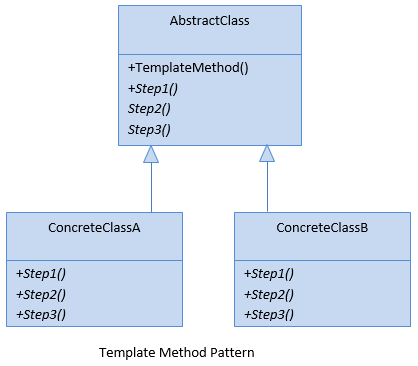 AbstractClass
+TemplateMethod()
+Step1()
Step2()
Step3()
ConcreteClassA
+Step1()
+Step2()
+Step3()
ConcreteClassB
+Step1()
+Step2()
+Step3()
Template Method Pattern